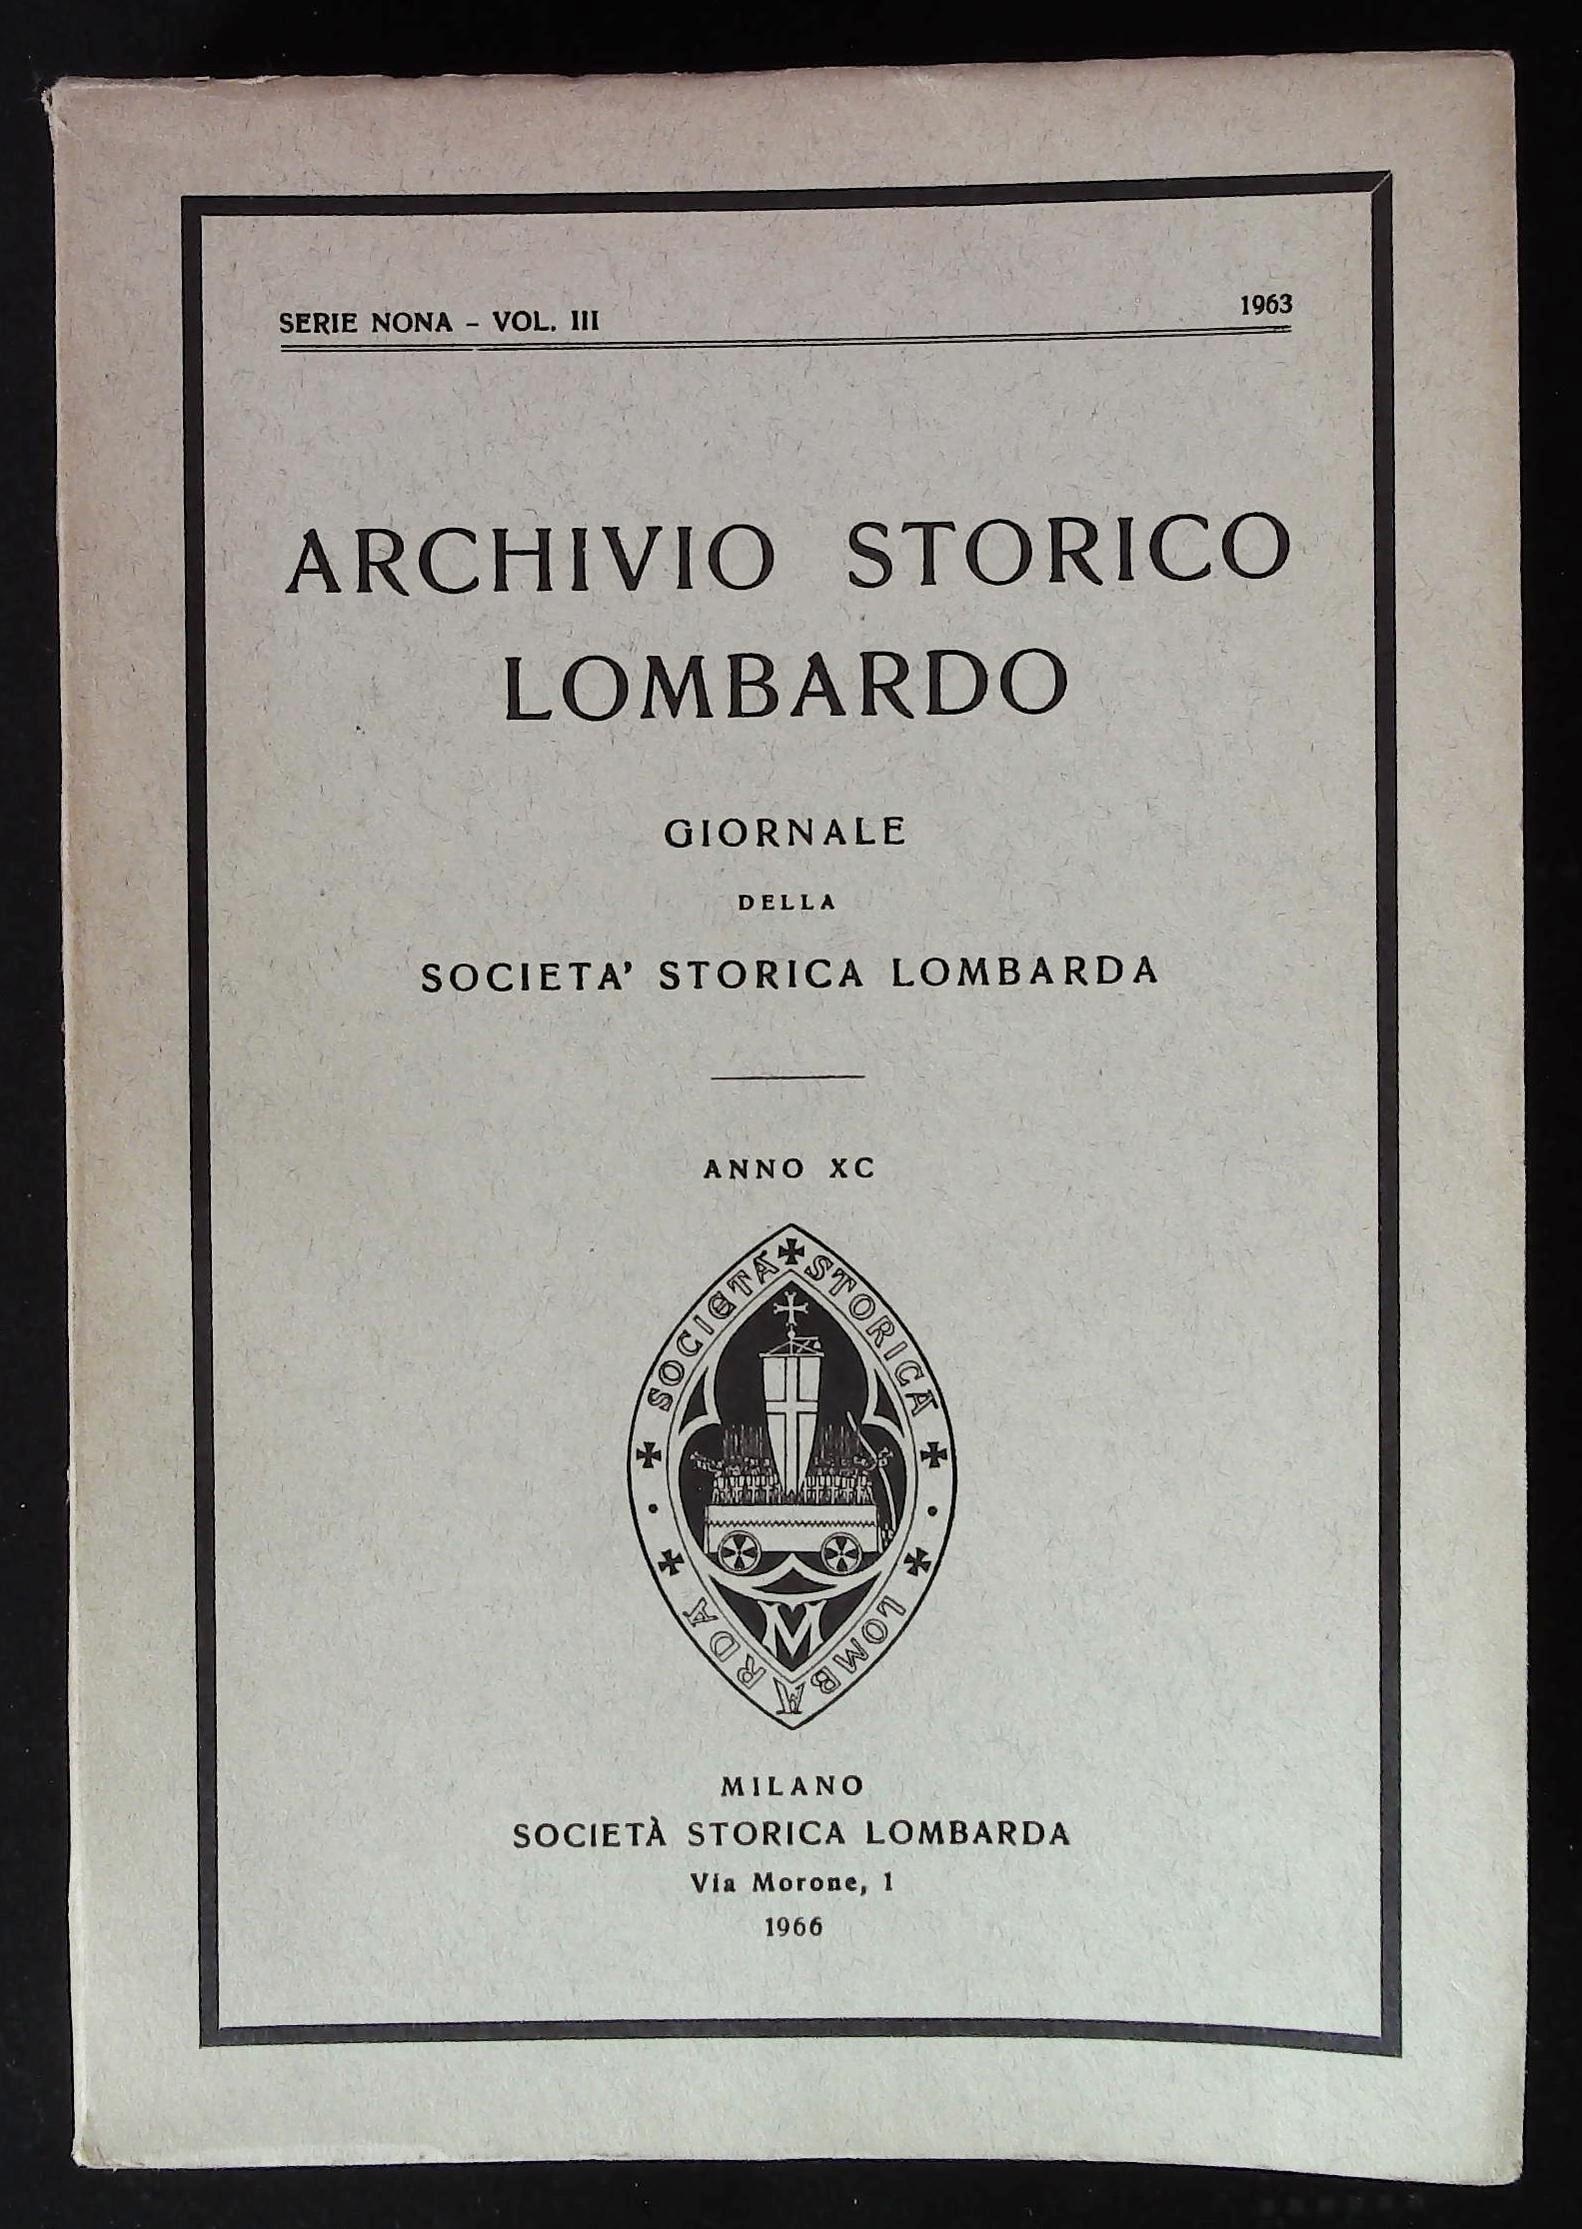 SERIE NONA – VOL. III
1963
ARCHIVIO STORICO
LOMBARDO
GIORNALE
DELLA
SOCIETA' STORICA LOMBARDA
ANNO XC
SOCIETÀ STORICA LOMBARDA
M
MILANO
SOCIETÀ STORICA LOMBARDA
Via Morone, 1
1966